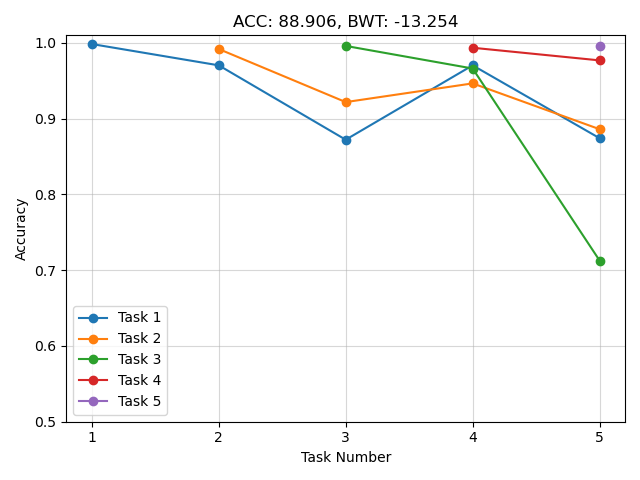 ACC: 88.906, BWT: -13.254
1.0
0.9
0.8
0.7
0.6
0.5
Accuracy
Task 1
Task 2
Task 3
Task 4
Task 5
1 2 3 4 5
Task Number